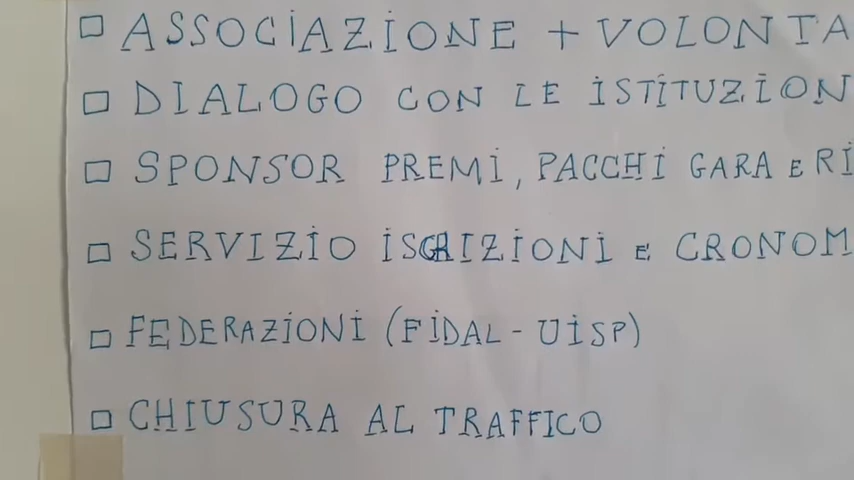 ASSOCIAZIONE + VOLONTA
DIALOGO CON LE ISTITUZION
SPONSOR PREMI, PACCHI GARA E RI
SERVIZIO ISCRIZIONI E CRONOM
FEDERAZIONI (FIDAL - UISP)
CHIUSURA AL TRAFFICO